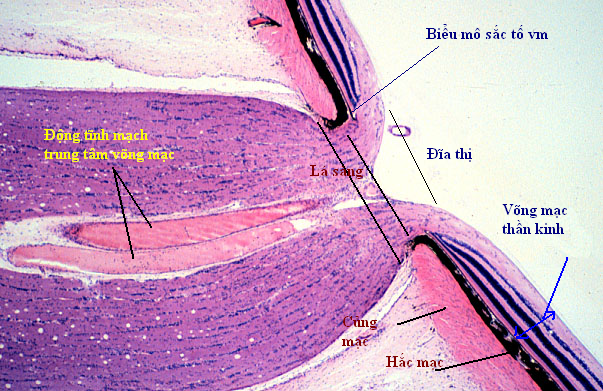 Biểu mô sắc tố vm
Động tĩnh mạch
trung tâm võng mạc
Lá sàng
Đĩa thị
Võng mạc
thần kinh
Củng
mạc
Hắc mạc